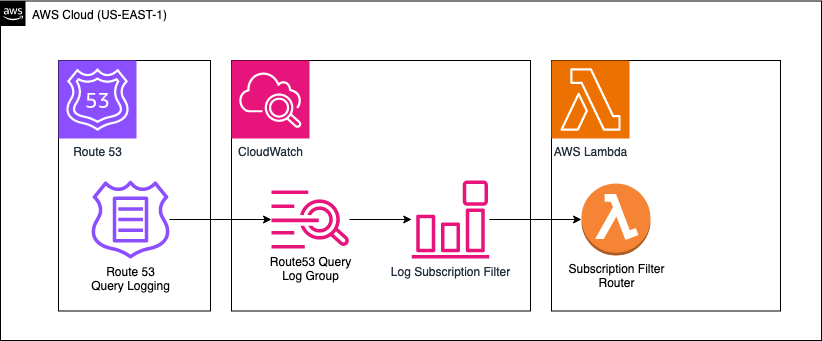 aws
AWS Cloud (US-EAST-1)
53
Route 53
CloudWatch
AWS Lambda
Route 53
Query Logging
Route53 Query
Log Group
Log Subscription Filter
Subscription Filter
Router